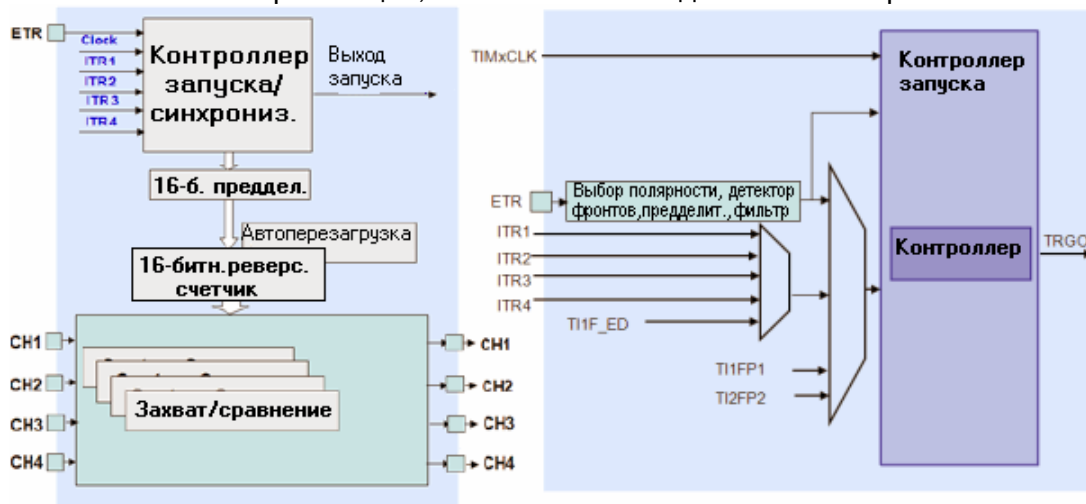 ETR
Clock
ITR1
ITR2
ITR3
ITR4
Контроллер
запуска/
синхрониз.
Выход
запуска
16-б. преддел.
Автоперезагрузка
16-битн.реверс.
счетчик
CH1
CH2
CH3
CH4
Захват/сравнение
CH1
CH2
CH3
CH4
TIMxCLK
Контроллер
запуска
ETR
Выбор полярности, детектор
фронтов,предделит.,фильтр
ITR1
ITR2
ITR3
ITR4
TI1F_ED
TI1FP1
TI2FP2
Контроллер
TRGO